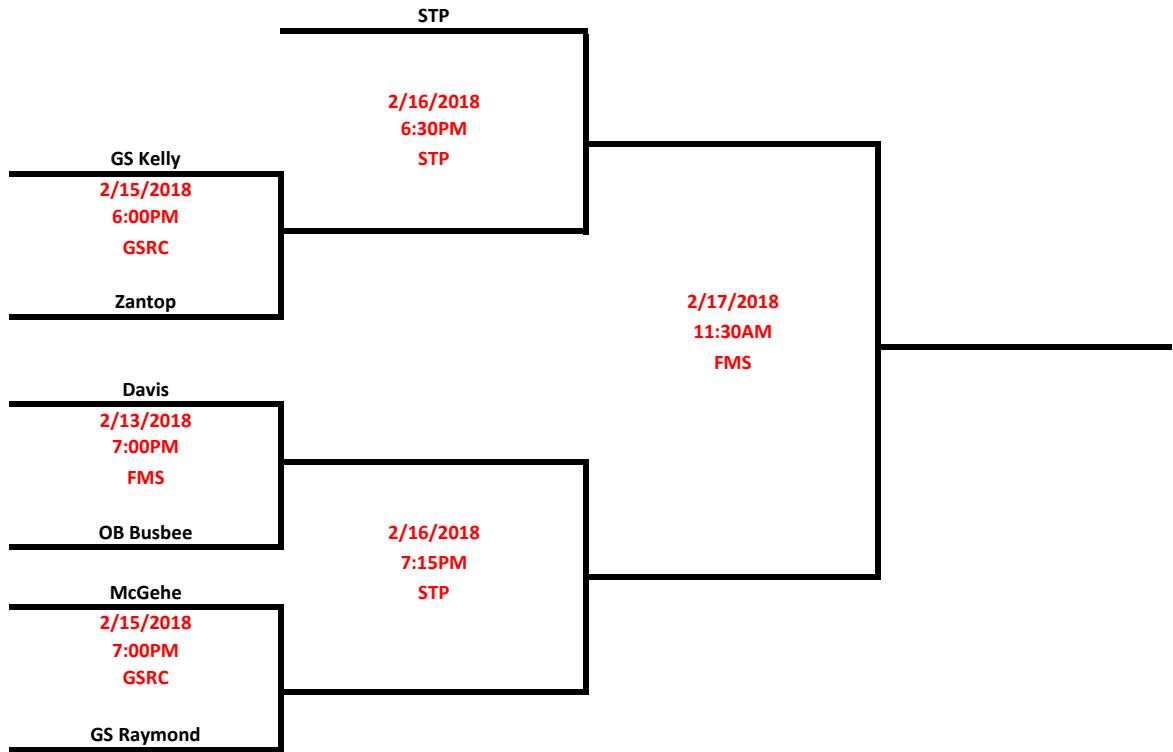 STP
2/16/2018
6:30PM
STP
GS Kelly
2/15/2018
6:00PM
GSRC
Zantop
2/17/2018
11:30AM
FMS
Davis
2/13/2018
7:00PM
FMS
OB Busbee
2/16/2018
7:15PM
STP
McGehe
2/15/2018
7:00PM
GSRC
GS Raymond